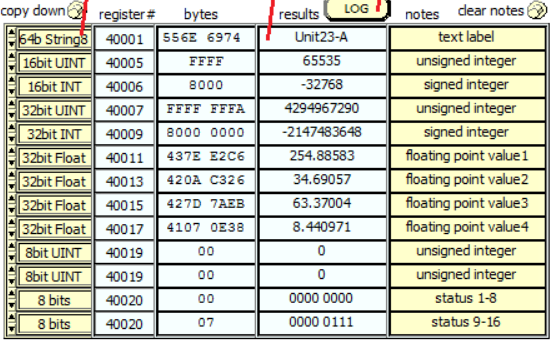 copy down register # bytes results LOG notes clear notes
64b String8 40001 556E 6974 Unit23-A text label
16bit UINT 40005 FFFF 65535 unsigned integer
16bit INT 40006 8000 -32768 signed integer
32bit UINT 40007 FFFF FFFA 4294967290 unsigned integer
32bit INT 40009 8000 0000 -2147483648 signed integer
32bit Float 40011 437E E2C6 254.88583 floating point value1
32bit Float 40013 420A C326 34.69057 floating point value2
32bit Float 40015 427D 7AEB 63.37004 floating point value3
32bit Float 40017 4107 0E38 8.440971 floating point value4
8bit UINT 40019 00 0 unsigned integer
8bit UINT 40019 00 0 unsigned integer
8 bits 40020 00 0000 0000 status 1-8
8 bits 40020 07 0000 0111 status 9-16